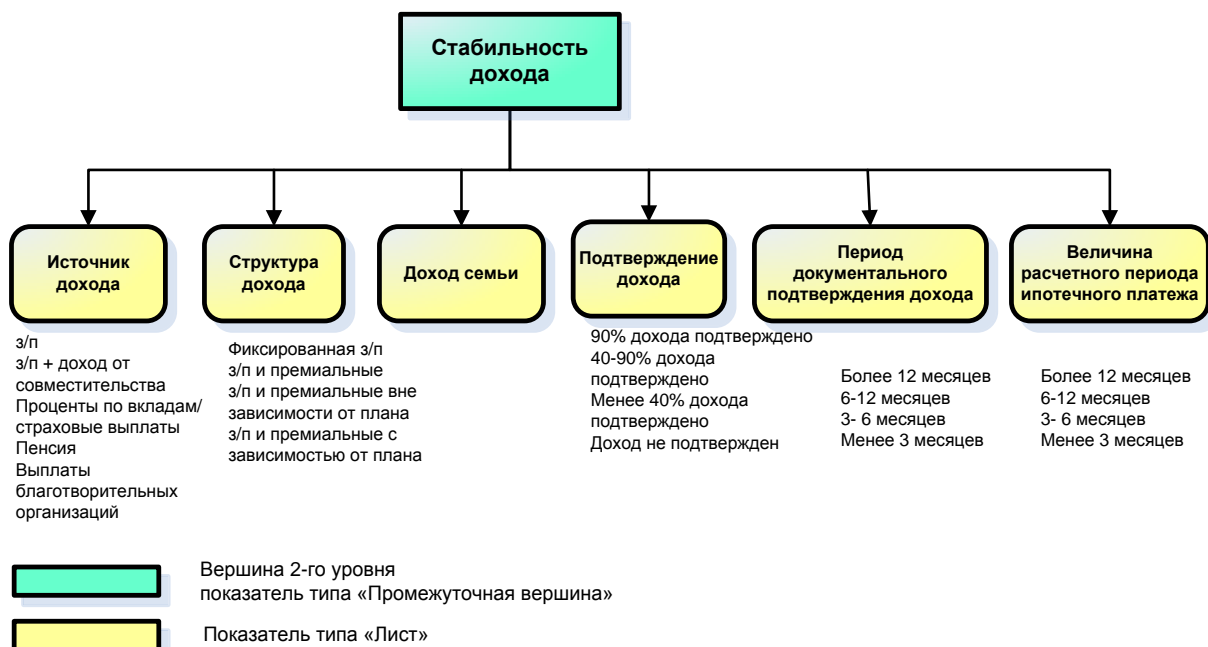 Стабильность
дохода
Источник
дохода
Структура
дохода
Доход семьи
Подтверждение
дохода
Период
документального
подтверждения дохода
Величина
расчетного периода
ипотечного платежа
з/п
з/п + доход от
совместительства
Проценты по вкладам/
страховые выплаты
Пенсия
Выплаты
благотворительных
организаций
Фиксированная з/п
з/п и премиальные
з/п и премиальные вне
зависимости от плана
з/п и премиальные с
зависимостью от плана
90% дохода подтверждено
40-90% дохода
подтверждено
Менее 40% дохода
подтверждено
Доход не подтвержден
Более 12 месяцев
6-12 месяцев
3- 6 месяцев
Менее 3 месяцев
Более 12 месяцев
6-12 месяцев
3- 6 месяцев
Менее 3 месяцев
Вершина 2-го уровня
показатель типа «Промежуточная вершина»
Показатель типа «Лист»